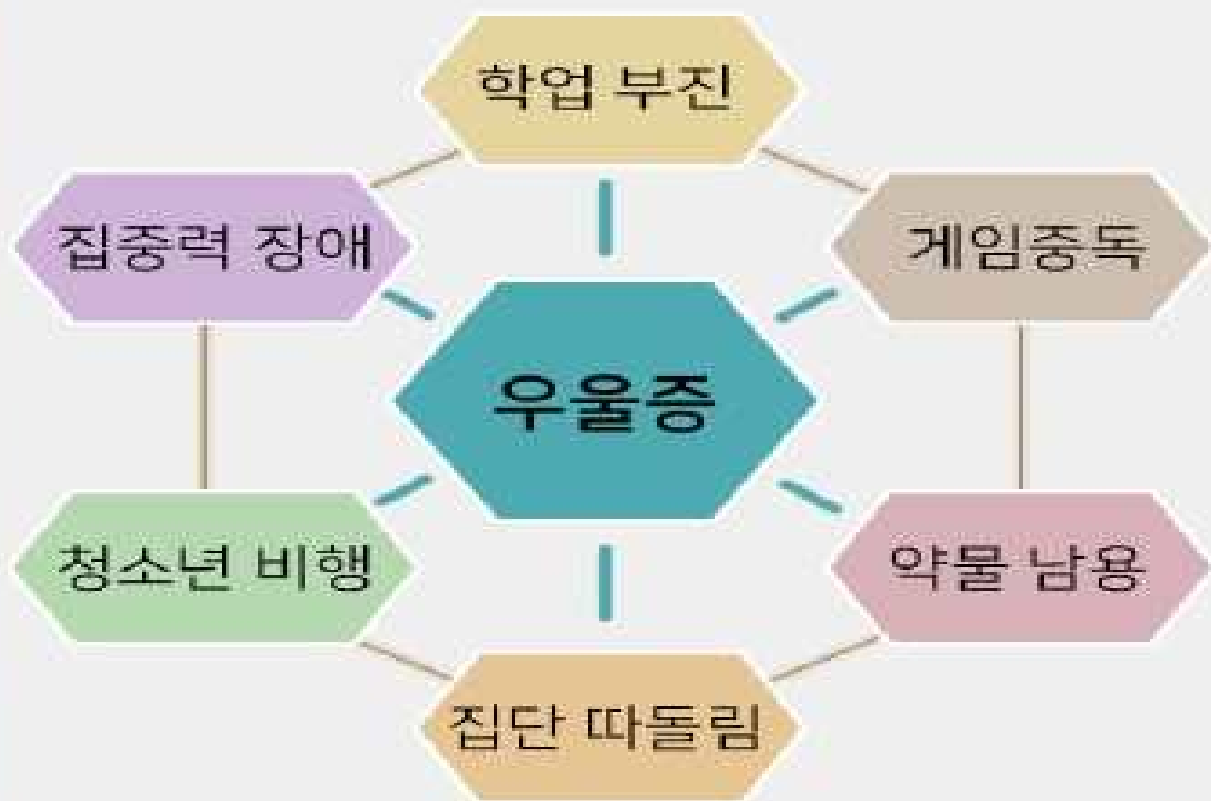 학업 부진
집중력 장애
게임중독
우울증
청소년 비행
약물 남용
집단 따돌림